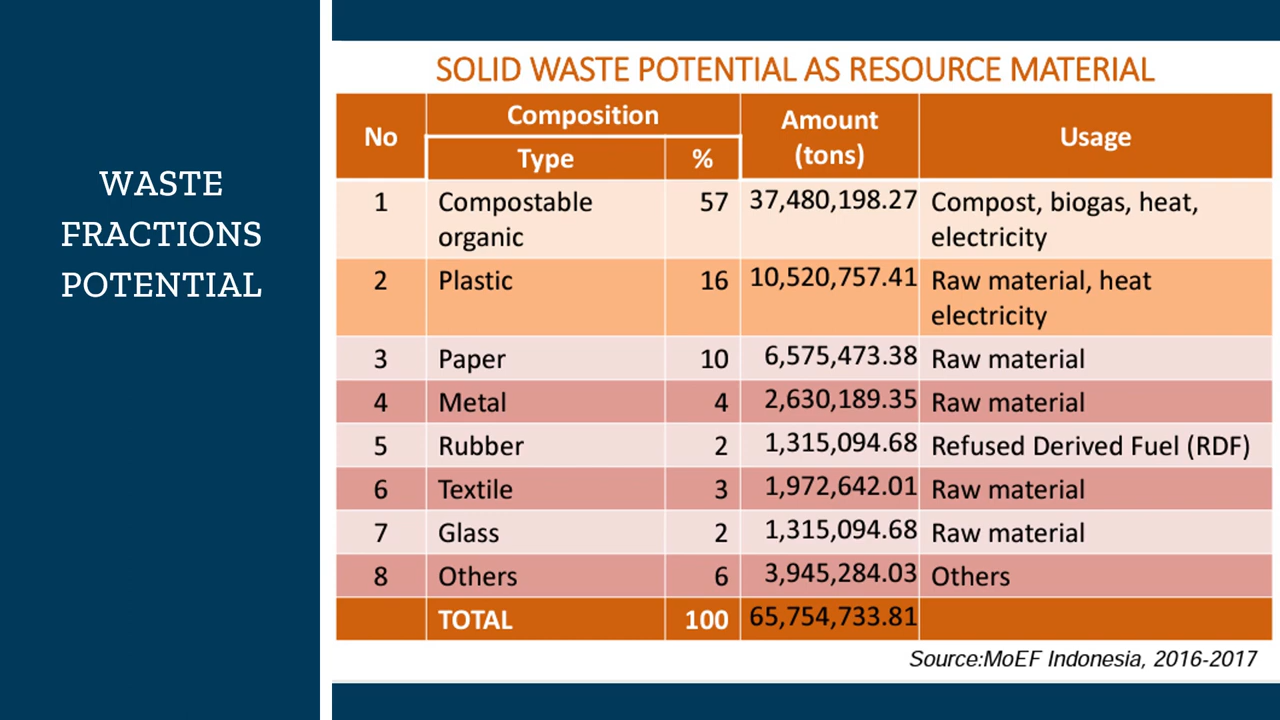 WASTE
FRACTIONS
POTENTIAL
SOLID WASTE POTENTIAL AS RESOURCE MATERIAL
No Composition Amount (tons) Usage
Type %
1 Compostable organic 57 37,480,198.27 Compost, biogas, heat, electricity
2 Plastic 16 10,520,757.41 Raw material, heat electricity
3 Paper 10 6,575,473.38 Raw material
4 Metal 4 2,630,189.35 Raw material
5 Rubber 2 1,315,094.68 Refused Derived Fuel (RDF)
6 Textile 3 1,972,642.01 Raw material
7 Glass 2 1,315,094.68 Raw material
8 Others 6 3,945,284.03 Others
TOTAL 100 65,754,733.81
Source:MoEF Indonesia, 2016-2017